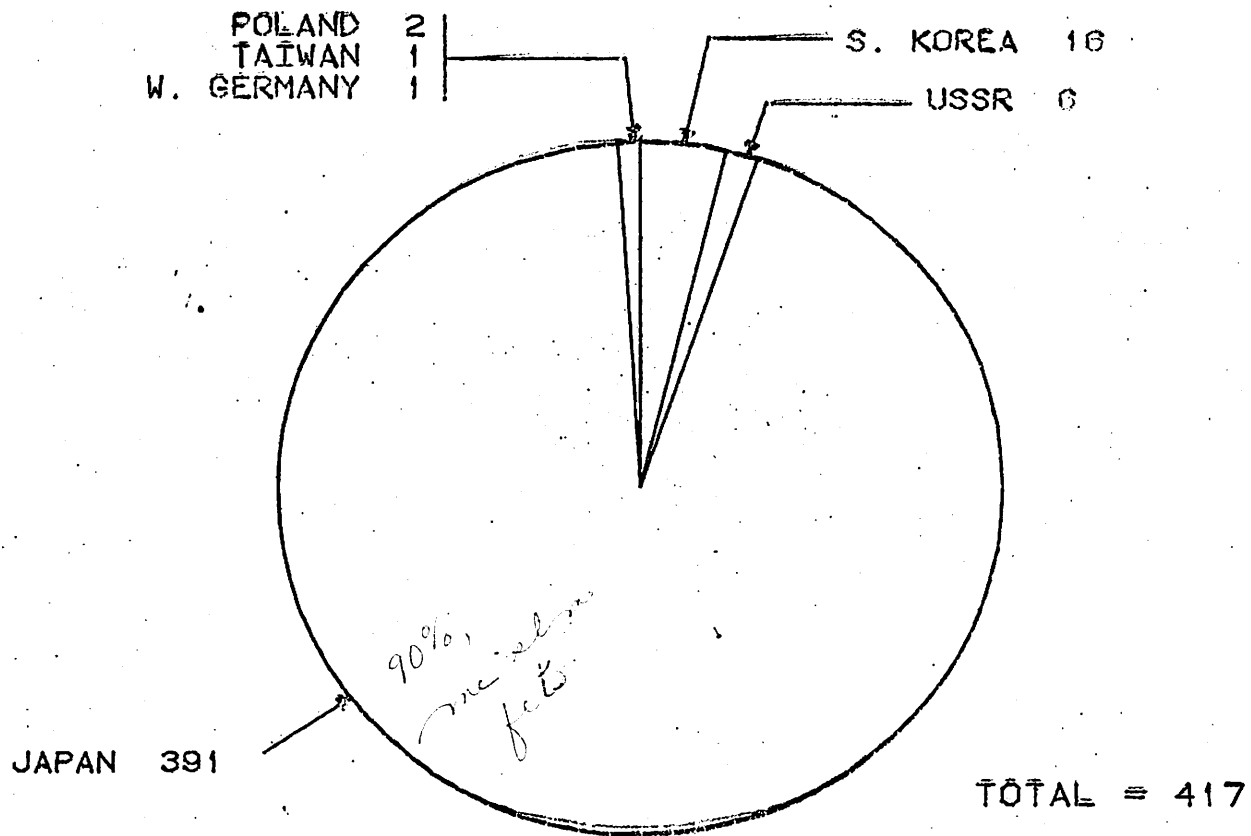 POLAND 2
TAIWAN 1
W. GERMANY 1
S. KOREA 16
USSR 6
90%,
JAPAN 391
TOTAL = 417